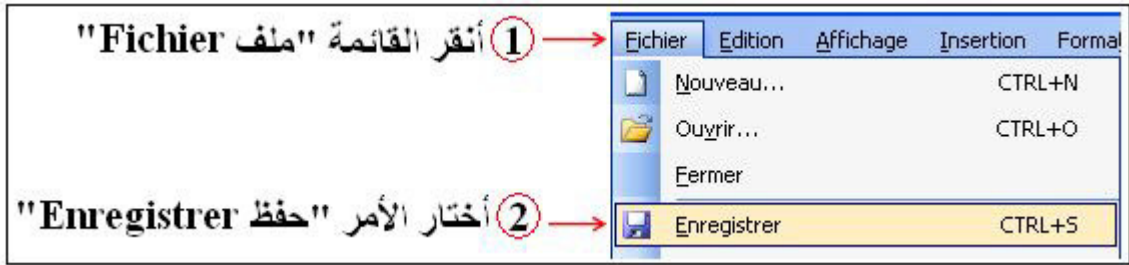 ① أنقر القائمة "ملف Fichier"
Fichier Edition Affichage Insertion Format
Nouveau... CTRL+N
Ouvrir... CTRL+O
Fermer
② أختار الأمر "حفظ Enregistrer"
Enregistrer CTRL+S